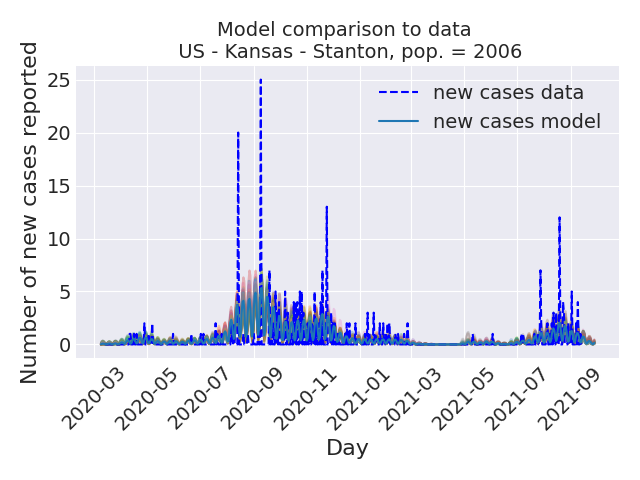 Model comparison to data
US - Kansas - Stanton, pop. = 2006
Number of new cases reported
25
20
15
10
5
0
new cases data
new cases model
2020-03
2020-05
2020-07
2020-09
2020-11
2021-01
2021-03
2021-05
2021-07
2021-09
Day